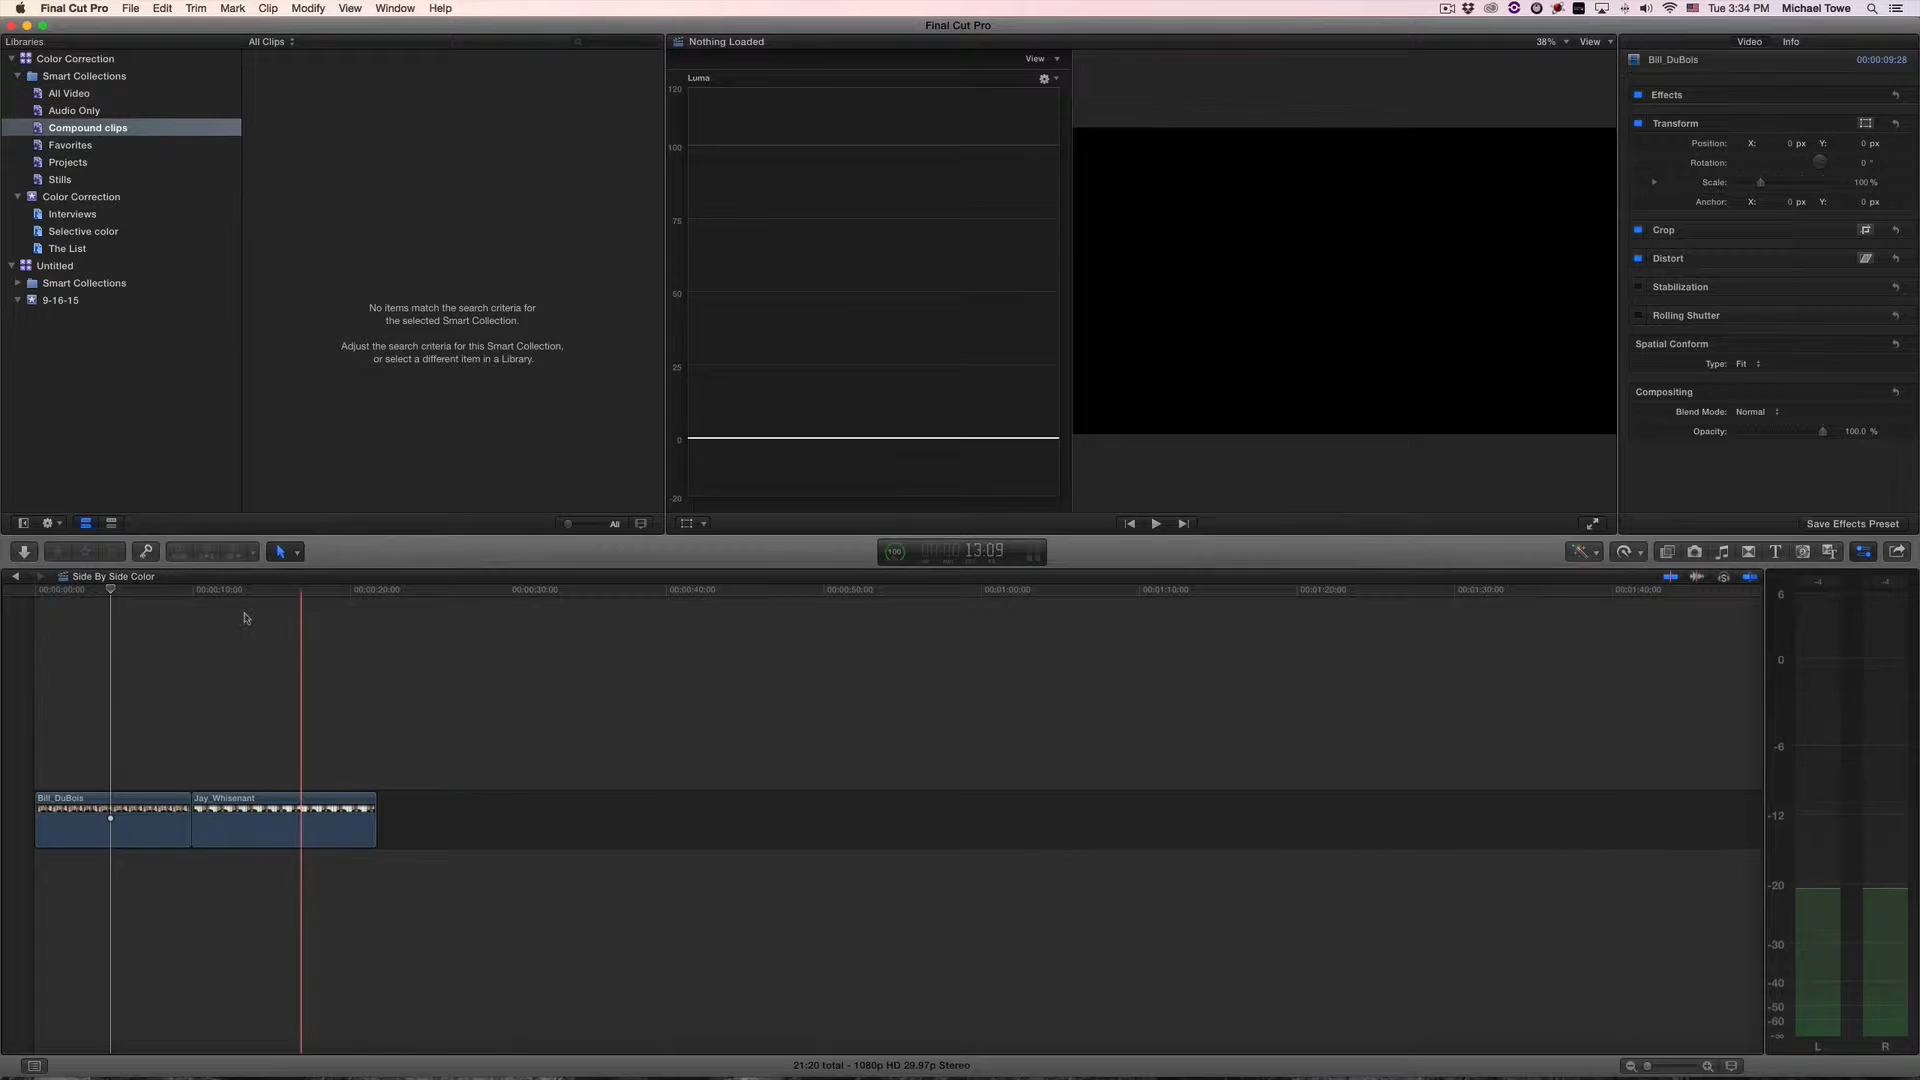 Final Cut Pro File Edit Trim Mark Clip Modify View Window Help
Tue 3:34 PM Michael Towe
Final Cut Pro
Libraries
All Clips
Nothing Loaded
38%
View
Video
Info
Color Correction
Smart Collections
All Video
Audio Only
Compound clips
Favorites
Projects
Stills
Color Correction
Interviews
Selective color
The List
Untitled
Smart Collections
9-16-15
No items match the search criteria for
the selected Smart Collection.
Adjust the search criteria for this Smart Collection,
or select a different item in a Library.
All
View
Luma
120
100
75
50
25
0
-20
Bill_DuBois
00:00:09:28
Effects
Transform
Position: X: 0 px Y: 0 px
Rotation: 0 °
Scale: 100 %
Anchor: X: 0 px Y: 0 px
Crop
Distort
Stabilization
Rolling Shutter
Spatial Conform
Type: Fit
Compositing
Blend Mode: Normal
Opacity: 100.0 %
Save Effects Preset
100
13:09
Side By Side Color
00:00:00:00 00:00:10:00 00:00:20:00 00:00:30:00 00:00:40:00 00:00:50:00 00:01:00:00 00:01:10:00 00:01:20:00 00:01:30:00 00:01:40:00
Bill_DuBois
Jay_Whisenant
-4 -4
6
0
-6
-12
-20
-30
-40
-50
-60
-∞
L R
21:20 total - 1080p HD 29.97p Stereo